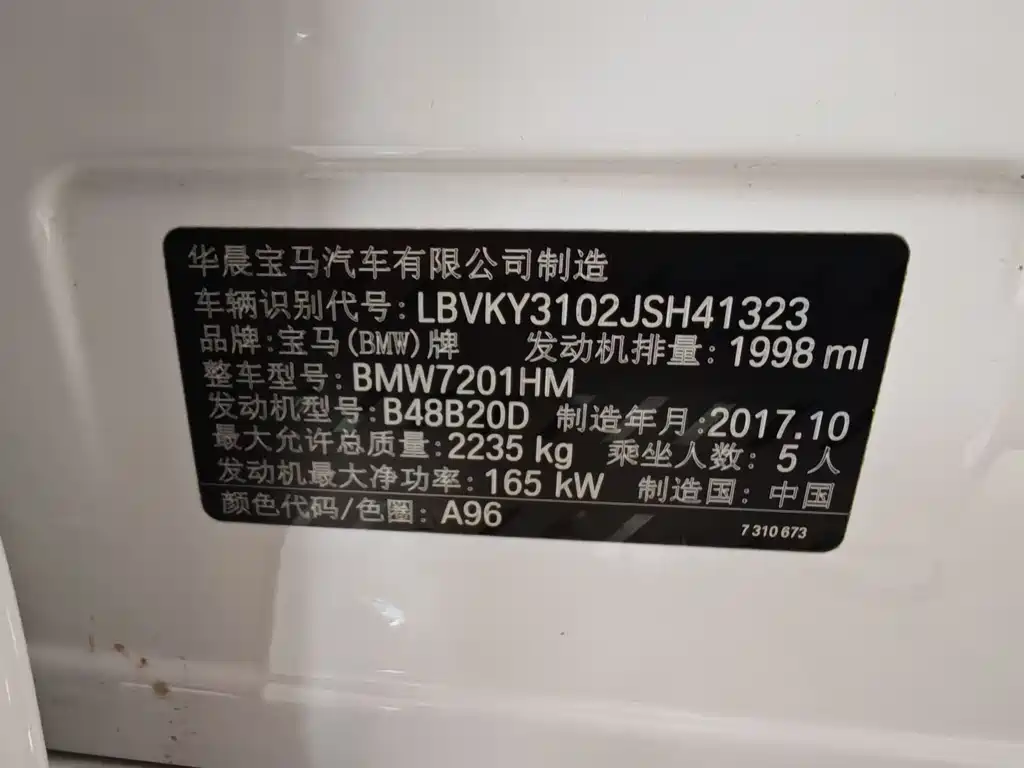 华晨宝马汽车有限公司制造
车辆识别代号:LBVKY3102JSH41323
品牌:宝马(BMW)牌 发动机排量:1998 ml
整车型号:BMW7201HM
发动机型号:B48B20D 制造年月:2017.10
最大允许总质量:2235 kg 乘坐人数:5人
发动机最大净功率:165 kW 制造国:中国
颜色代码/色圈:A96 7 310 673